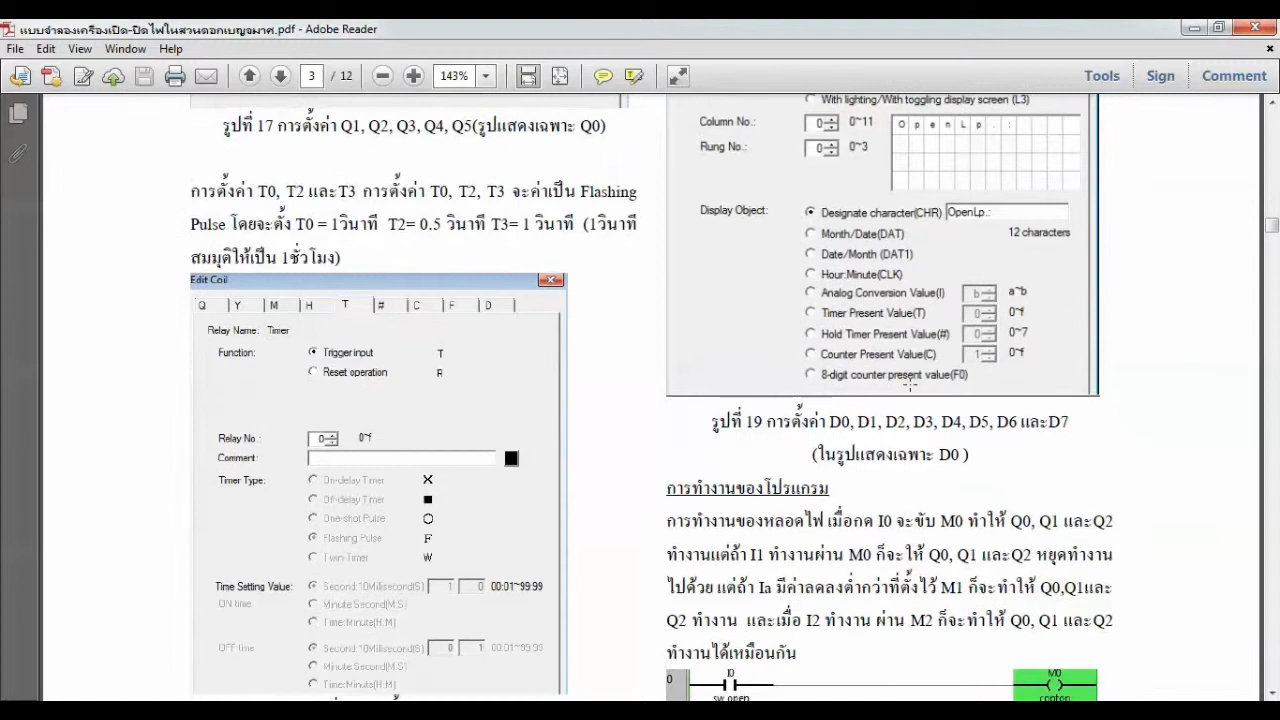 แบบจำลองเครื่องเปิด-ปิดไฟในสวนดอกเบญจมาศ.pdf - Adobe Reader
File Edit View Window Help
3 / 12 143% Tools Sign Comment
รูปที่ 17 การตั้งค่า Q1, Q2, Q3, Q4, Q5(รูปแสดงเฉพาะ Q0)
การตั้งค่า T0, T2 และT3 การตั้งค่า T0, T2, T3 จะค่าเป็น Flashing
Pulse โดยจะตั้ง T0 = 1วินาที T2= 0.5 วินาที T3= 1 วินาที (1วินาที
สมมุติให้เป็น 1ชั่วโมง)
Edit Coil
Q Y M H T # C F D
Relay Name: Timer
Function: Trigger input T
Reset operation R
Relay No.: 0 0~f
Comment:
Timer Type: On-delay Timer X
Off-delay Timer ■
One-shot Pulse O
Flashing Pulse F
Twin Timer W
Time Setting Value: Second:10Millisecond(S) 1 0 00:01~99:99
ON time Minute:Second(M:S)
Time:Minute(H:M)
OFF time Second:10Millisecond(S) 0 1 00:01~99:99
Minute:Second(M:S)
Time:Minute(H:M)
With lighting/With toggling display screen (L3)
Column No.: 0 0~11 OpenLp.:
Rung No.: 0 0~3
Display Object: Designate character(CHR) OpenLp.:
Month/Date(DAT) 12 characters
Date/Month (DAT1)
Hour:Minute(CLK)
Analog Conversion Value(I) b a~b
Timer Present Value(T) 0 0~f
Hold Timer Present Value(#) 0 0~7
Counter Present Value(C) 1 0~f
8-digit counter present value(F0)
รูปที่ 19 การตั้งค่า D0, D1, D2, D3, D4, D5, D6 และD7
(ในรูปแสดงเฉพาะ D0 )
การทำงานของโปรแกรม
การทำงานของหลอดไฟ เมื่อกด I0 จะขับ M0 ทำให้ Q0, Q1 และQ2
ทำงานแต่ถ้า I1 ทำงานผ่าน M0 ก็จะให้ Q0, Q1 และQ2 หยุดทำงาน
ไปด้วย แต่ถ้า Ia มีค่าลดลงต่ำกว่าที่ตั้งไว้ M1 ก็จะทำให้ Q0,Q1และ
Q2 ทำงาน และเมื่อ I2 ทำงาน ผ่าน M2 ก็จะทำให้ Q0, Q1 และQ2
ทำงานได้เหมือนกัน
0 I0 M0
sw open